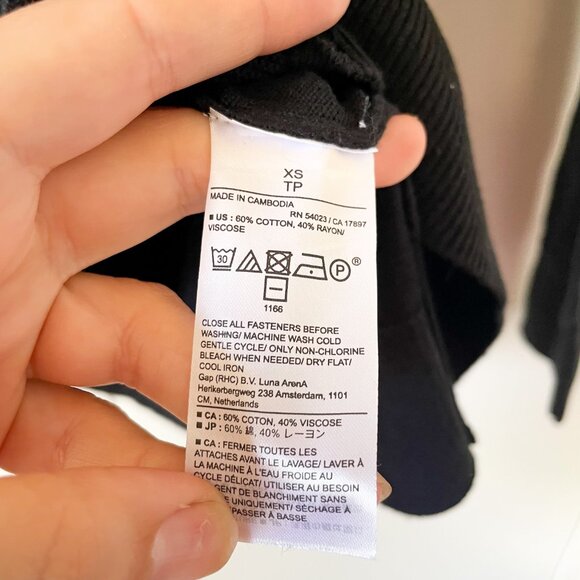 XS
TP
MADE IN CAMBODIA
RN 54023 / CA 17897
■ US : 60% COTTON, 40% RAYON/
VISCOSE
30 P ®
1166
CLOSE ALL FASTENERS BEFORE
WASHING/ MACHINE WASH COLD
GENTLE CYCLE/ ONLY NON-CHLORINE
BLEACH WHEN NEEDED/ DRY FLAT/
COOL IRON
Gap (RHC) B.V. Luna ArenA
Herikerbergweg 238 Amsterdam, 1101
CM, Netherlands
■ CA : 60% COTON, 40% VISCOSE
■ JP : 60% 綿, 40% レーヨン
■ CA : FERMER TOUTES LES
ATTACHES AVANT LE LAVAGE/ LAVER À
LA MACHINE À L'EAU FROIDE AU
CYCLE DÉLICAT/ UTILISER AU BESOIN
GENT DE BLANCHIMENT SANS
E UNIQUEMENT/ SÉCHAGE À
PASSER À BASSE